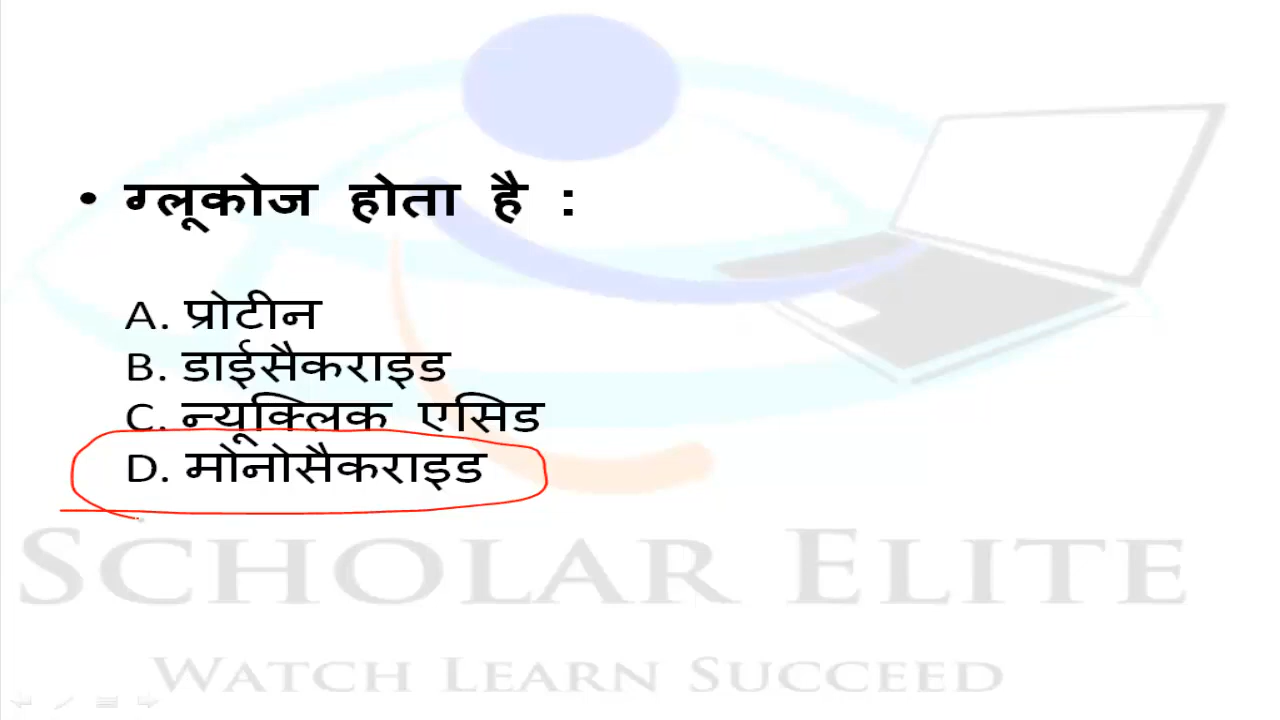 • ग्लूकोज होता है :
A. प्रोटीन
B. डाईसैकराइड
C. न्यूक्लिक एसिड
D. मोनोसैकराइड
SCHOLAR ELITE
WATCH LEARN SUCCEED